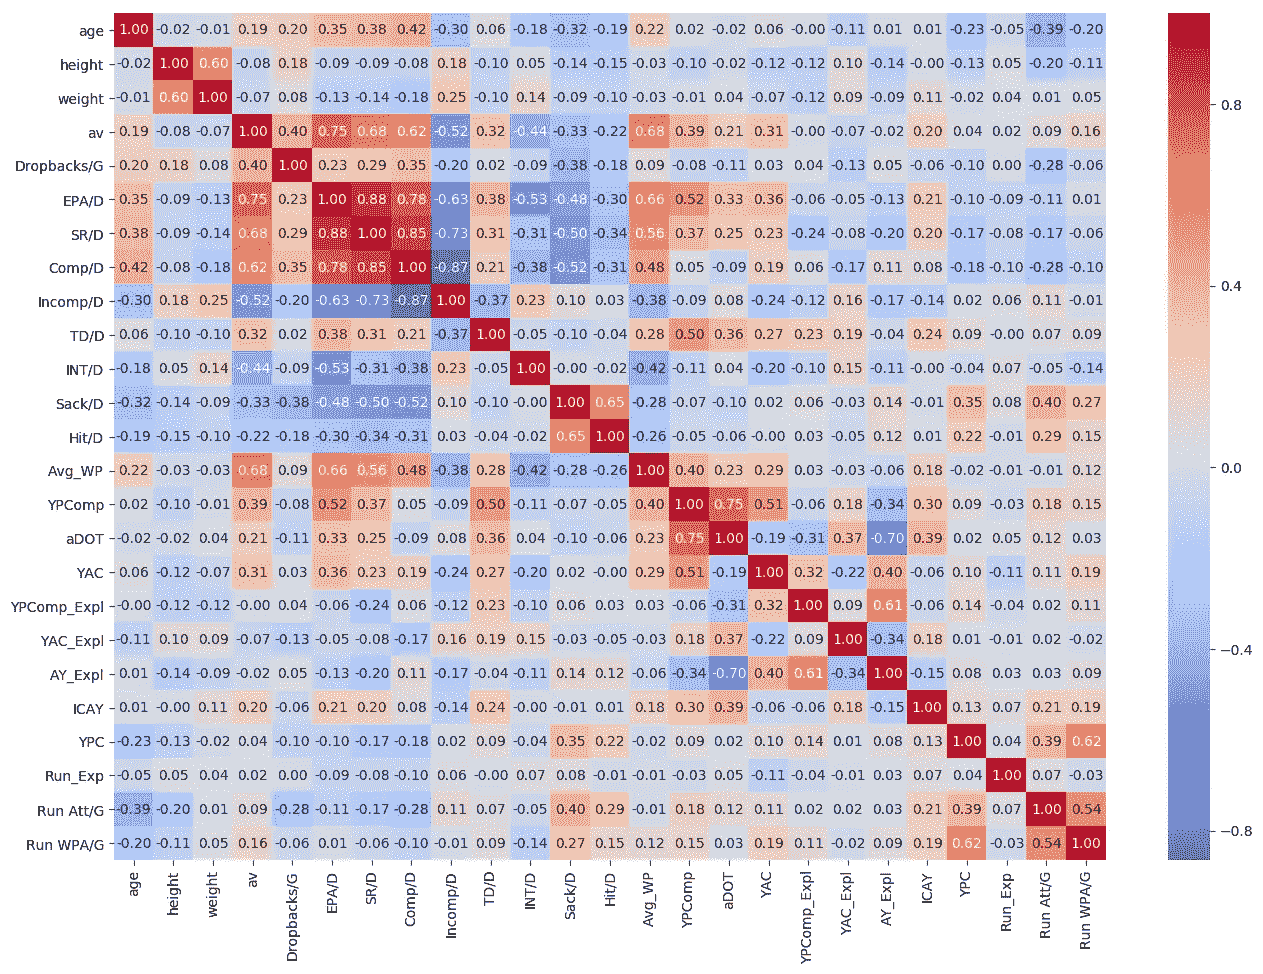 age 1.00 -0.02 -0.01 0.19 0.20 0.35 0.38 0.42 -0.30 0.06 -0.18 -0.32 -0.19 0.22 0.02 -0.02 0.06 -0.00 -0.11 0.01 0.01 -0.23 -0.05 -0.39 -0.20
height -0.02 1.00 0.60 -0.08 0.18 -0.09 -0.09 -0.08 0.18 -0.10 0.05 -0.14 -0.15 -0.03 -0.10 -0.02 -0.12 -0.12 0.10 -0.14 -0.00 -0.13 0.05 -0.20 -0.11
weight -0.01 0.60 1.00 -0.07 0.08 -0.13 -0.14 -0.18 0.25 -0.10 0.14 -0.09 -0.10 -0.03 -0.01 0.04 -0.07 -0.12 0.09 -0.09 0.11 -0.02 0.04 0.01 0.05
av 0.19 -0.08 -0.07 1.00 0.40 0.75 0.68 0.62 -0.52 0.32 -0.44 -0.33 -0.22 0.68 0.39 0.21 0.31 -0.00 -0.07 -0.02 0.20 0.04 0.02 0.09 0.16
Dropbacks/G 0.20 0.18 0.08 0.40 1.00 0.23 0.29 0.35 -0.20 0.02 -0.09 -0.38 -0.18 0.09 -0.08 -0.11 0.03 0.04 -0.13 0.05 -0.06 -0.10 0.00 -0.28 -0.06
EPA/D 0.35 -0.09 -0.13 0.75 0.23 1.00 0.88 0.78 -0.63 0.38 -0.53 -0.48 -0.30 0.66 0.52 0.33 0.36 -0.06 -0.05 -0.13 0.21 -0.10 -0.09 -0.11 0.01
SR/D 0.38 -0.09 -0.14 0.68 0.29 0.88 1.00 0.85 -0.73 0.31 -0.31 -0.50 -0.34 0.56 0.37 0.25 0.23 -0.24 -0.08 -0.20 0.20 -0.17 -0.08 -0.17 -0.06
Comp/D 0.42 -0.08 -0.18 0.62 0.35 0.78 0.85 1.00 -0.87 0.21 -0.38 -0.52 -0.31 0.48 0.05 -0.09 0.19 0.06 -0.17 0.11 0.08 -0.18 -0.10 -0.28 -0.10
Incomp/D -0.30 0.18 0.25 -0.52 -0.20 -0.63 -0.73 -0.87 1.00 -0.37 0.23 0.10 0.03 -0.38 -0.09 0.08 -0.24 -0.12 0.16 -0.17 -0.14 0.02 0.06 0.11 -0.01
TD/D 0.06 -0.10 -0.10 0.32 0.02 0.38 0.31 0.21 -0.37 1.00 -0.05 -0.10 -0.04 0.28 0.50 0.36 0.27 0.23 0.19 -0.04 0.24 0.09 -0.00 0.07 0.09
INT/D -0.18 0.05 0.14 -0.44 -0.09 -0.53 -0.31 -0.38 0.23 -0.05 1.00 -0.00 -0.02 -0.42 -0.11 0.04 -0.20 -0.10 0.15 -0.11 -0.00 -0.04 0.07 -0.05 -0.14
Sack/D -0.32 -0.14 -0.09 -0.33 -0.38 -0.48 -0.50 -0.52 0.10 -0.10 -0.00 1.00 0.65 -0.28 -0.07 -0.10 0.02 0.06 -0.03 0.14 -0.01 0.35 0.08 0.40 0.27
Hit/D -0.19 -0.15 -0.10 -0.22 -0.18 -0.30 -0.34 -0.31 0.03 -0.04 -0.02 0.65 1.00 -0.26 -0.05 -0.06 -0.00 0.03 -0.05 0.12 0.01 0.22 -0.01 0.29 0.15
Avg_WP 0.22 -0.03 -0.03 0.68 0.09 0.66 0.56 0.48 -0.38 0.28 -0.42 -0.28 -0.26 1.00 0.40 0.23 0.29 0.03 -0.03 -0.06 0.18 -0.02 -0.01 -0.01 0.12
YPComp 0.02 -0.10 -0.01 0.39 -0.08 0.52 0.37 0.05 -0.09 0.50 -0.11 -0.07 -0.05 0.40 1.00 0.75 0.51 -0.06 0.18 -0.34 0.30 0.09 -0.03 0.18 0.15
aDOT -0.02 -0.02 0.04 0.21 -0.11 0.33 0.25 -0.09 0.08 0.36 0.04 -0.10 -0.06 0.23 0.75 1.00 -0.19 -0.31 0.37 -0.70 0.39 0.02 0.05 0.12 0.03
YAC 0.06 -0.12 -0.07 0.31 0.03 0.36 0.23 0.19 -0.24 0.27 -0.20 0.02 -0.00 0.29 0.51 -0.19 1.00 0.32 -0.22 0.40 -0.06 0.10 -0.11 0.11 0.19
YPComp_Expl -0.00 -0.12 -0.12 -0.00 0.04 -0.06 -0.24 0.06 -0.12 0.23 -0.10 0.06 0.03 0.03 -0.06 -0.31 0.32 1.00 0.09 0.61 -0.06 0.14 -0.04 0.02 0.11
YAC_Expl -0.11 0.10 0.09 -0.07 -0.13 -0.05 -0.08 -0.17 0.16 0.19 0.15 -0.03 -0.05 -0.03 0.18 0.37 -0.22 0.09 1.00 -0.34 0.18 0.01 -0.01 0.02 -0.02
AY_Expl 0.01 -0.14 -0.09 -0.02 0.05 -0.13 -0.20 0.11 -0.17 -0.04 -0.11 0.14 0.12 -0.06 -0.34 -0.70 0.40 0.61 -0.34 1.00 -0.15 0.08 0.03 0.03 0.09
ICAY 0.01 -0.00 0.11 0.20 -0.06 0.21 0.20 0.08 -0.14 0.24 -0.00 -0.01 0.01 0.18 0.30 0.39 -0.06 -0.06 0.18 -0.15 1.00 0.13 0.07 0.21 0.19
YPC -0.23 -0.13 -0.02 0.04 -0.10 -0.10 -0.17 -0.18 0.02 0.09 -0.04 0.35 0.22 -0.02 0.09 0.02 0.10 0.14 0.01 0.08 0.13 1.00 0.04 0.39 0.62
Run_Exp -0.05 0.05 0.04 0.02 0.00 -0.09 -0.08 -0.10 0.06 -0.00 0.07 0.08 -0.01 -0.01 -0.03 0.05 -0.11 -0.04 -0.01 0.03 0.07 0.04 1.00 0.07 -0.03
Run Att/G -0.39 -0.20 0.01 0.09 -0.28 -0.11 -0.17 -0.28 0.11 0.07 -0.05 0.40 0.29 -0.01 0.18 0.12 0.11 0.02 0.02 0.03 0.21 0.39 0.07 1.00 0.54
Run WPA/G -0.20 -0.11 0.05 0.16 -0.06 0.01 -0.06 -0.10 -0.01 0.09 -0.14 0.27 0.15 0.12 0.15 0.03 0.19 0.11 -0.02 0.09 0.19 0.62 -0.03 0.54 1.00
age height weight av Dropbacks/G EPA/D SR/D Comp/D Incomp/D TD/D INT/D Sack/D Hit/D Avg_WP YPComp aDOT YAC YPComp_Expl YAC_Expl AY_Expl ICAY YPC Run_Exp Run Att/G Run WPA/G
0.8
0.4
0.0
−0.4
−0.8